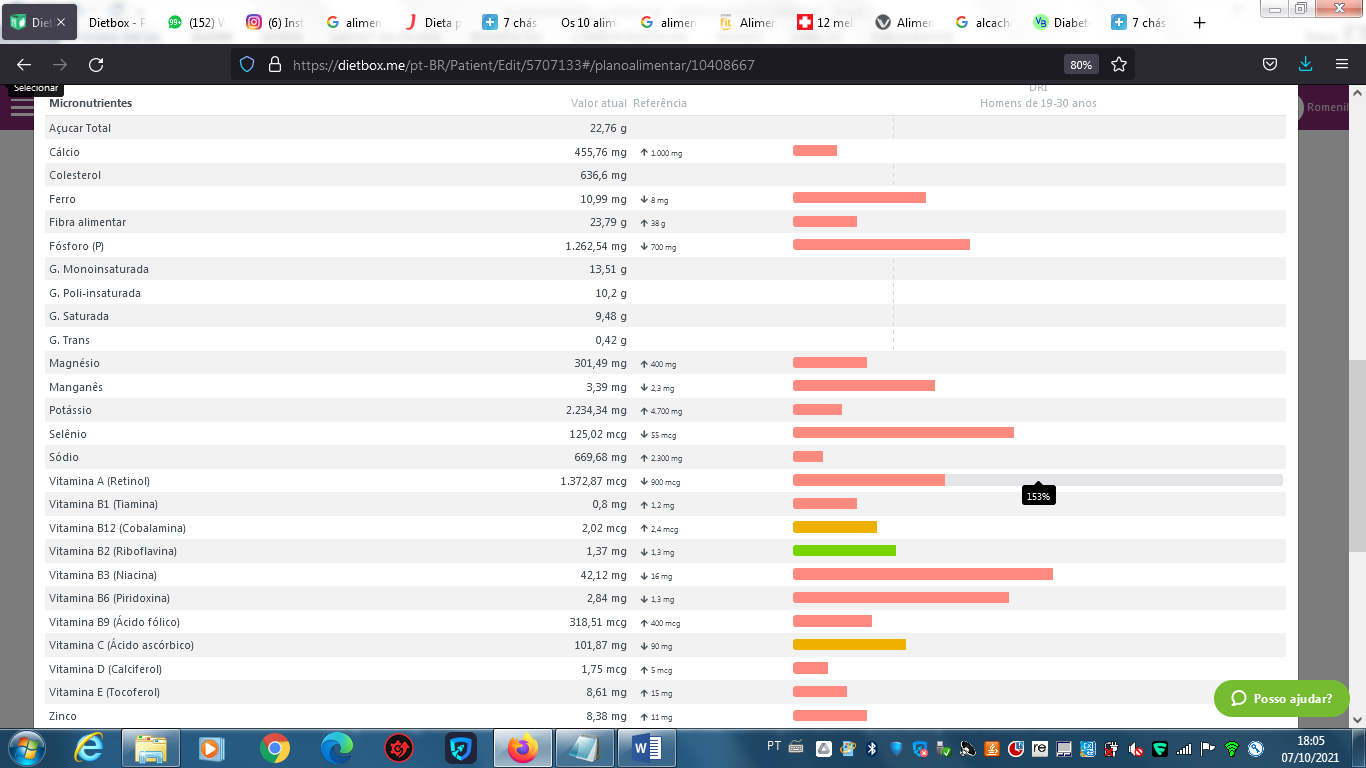 Diet
Dietbox - P
99+ (152) W
(6) Inst
alimen
Dieta p
7 chás
Os 10 alim
alimen
Alimer
12 mel
Alimer
alcach
Diabet
7 chás
https://dietbox.me/pt-BR/Patient/Edit/5707133#/planoalimentar/10408667 80%
Selecionar
DRI
Micronutrientes Valor atual Referência Homens de 19-30 anos
Romenil
Açucar Total 22,76 g
Cálcio 455,76 mg ↑ 1.000 mg
Colesterol 636,6 mg
Ferro 10,99 mg ↓ 8 mg
Fibra alimentar 23,79 g ↑ 38 g
Fósforo (P) 1.262,54 mg ↓ 700 mg
G. Monoinsaturada 13,51 g
G. Poli-insaturada 10,2 g
G. Saturada 9,48 g
G. Trans 0,42 g
Magnésio 301,49 mg ↑ 400 mg
Manganês 3,39 mg ↓ 2,3 mg
Potássio 2.234,34 mg ↑ 4.700 mg
Selênio 125,02 mcg ↓ 55 mcg
Sódio 669,68 mg ↑ 2.300 mg
Vitamina A (Retinol) 1.372,87 mcg ↓ 900 mcg
153%
Vitamina B1 (Tiamina) 0,8 mg ↑ 1,2 mg
Vitamina B12 (Cobalamina) 2,02 mcg ↑ 2,4 mcg
Vitamina B2 (Riboflavina) 1,37 mg ↓ 1,3 mg
Vitamina B3 (Niacina) 42,12 mg ↓ 16 mg
Vitamina B6 (Piridoxina) 2,84 mg ↓ 1,3 mg
Vitamina B9 (Ácido fólico) 318,51 mcg ↑ 400 mcg
Vitamina C (Ácido ascórbico) 101,87 mg ↓ 90 mg
Vitamina D (Calciferol) 1,75 mcg ↑ 5 mcg
Vitamina E (Tocoferol) 8,61 mg ↑ 15 mg
Zinco 8,38 mg ↑ 11 mg
Posso ajudar?
PT
18:05
07/10/2021